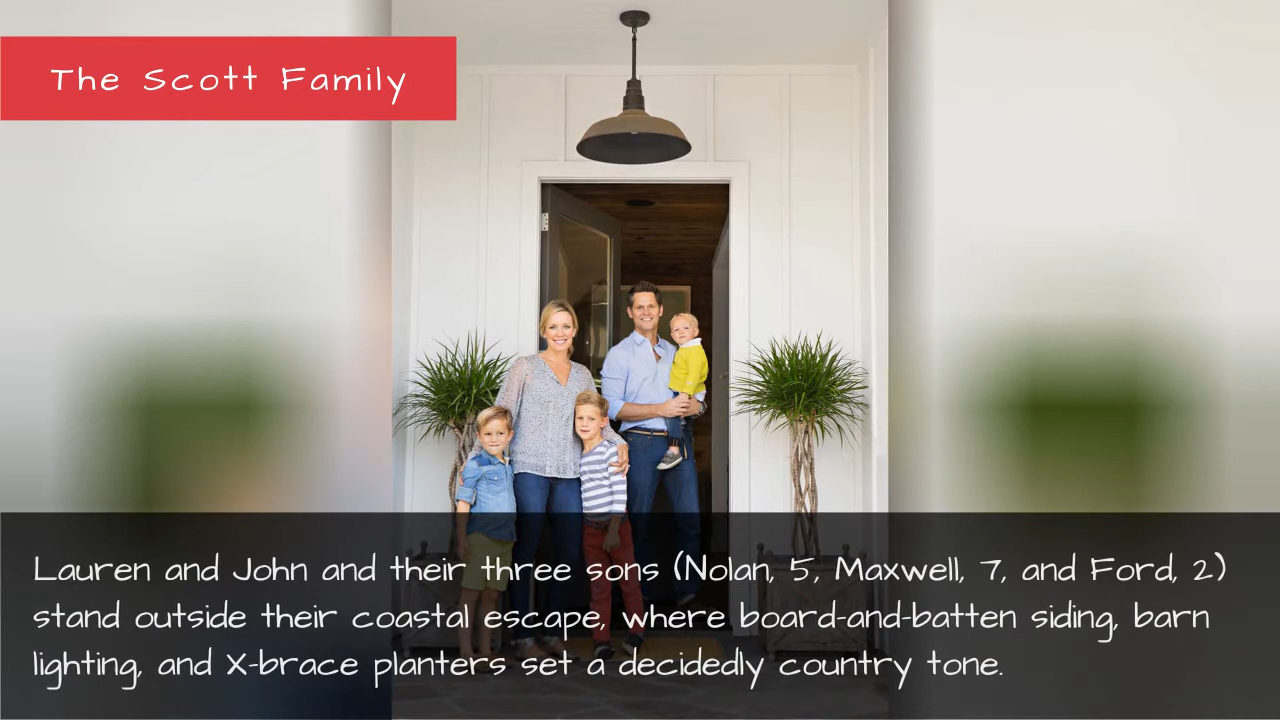 The Scott Family
Lauren and John and their three sons (Nolan, 5, Maxwell, 7, and Ford, 2)
stand outside their coastal escape, where board-and-batten siding, barn
lighting, and X-brace planters set a decidedly country tone.